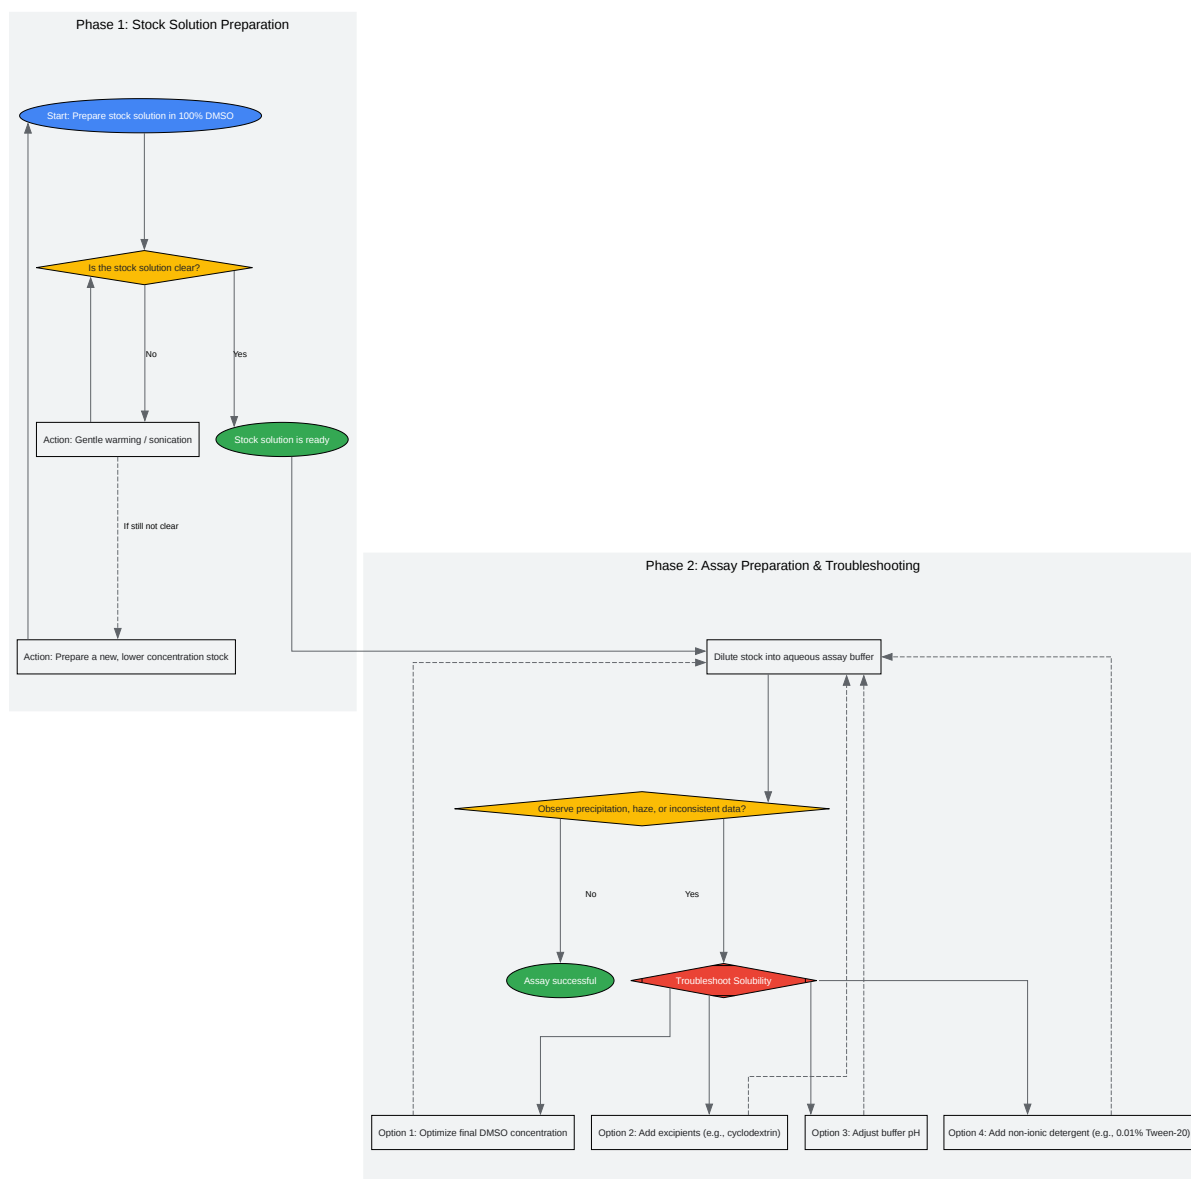 Phase 1: Stock Solution Preparation
Start: Prepare stock solution in 100% DMSO
Is the stock solution clear?
No
Yes
Action: Gentle warming / sonication
Stock solution is ready
If still not clear
Action: Prepare a new, lower concentration stock
Phase 2: Assay Preparation & Troubleshooting
Dilute stock into aqueous assay buffer
Observe precipitation, haze, or inconsistent data?
No
Yes
Assay successful
Troubleshoot Solubility
Option 1: Optimize final DMSO concentration
Option 2: Add excipients (e.g., cyclodextrin)
Option 3: Adjust buffer pH
Option 4: Add non-ionic detergent (e.g., 0.01% Tween-20)